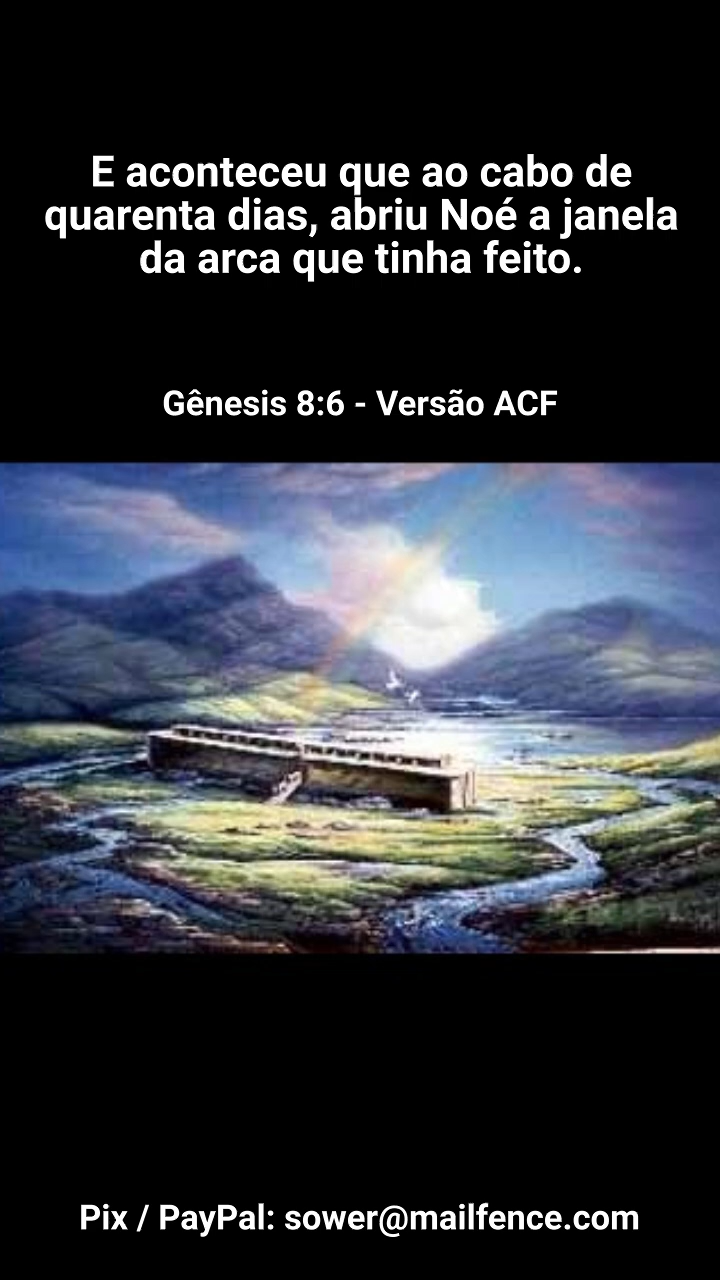 E aconteceu que ao cabo de
quarenta dias, abriu Noé a janela
da arca que tinha feito.
Gênesis 8:6 - Versão ACF
Pix / PayPal: sower@mailfence.com